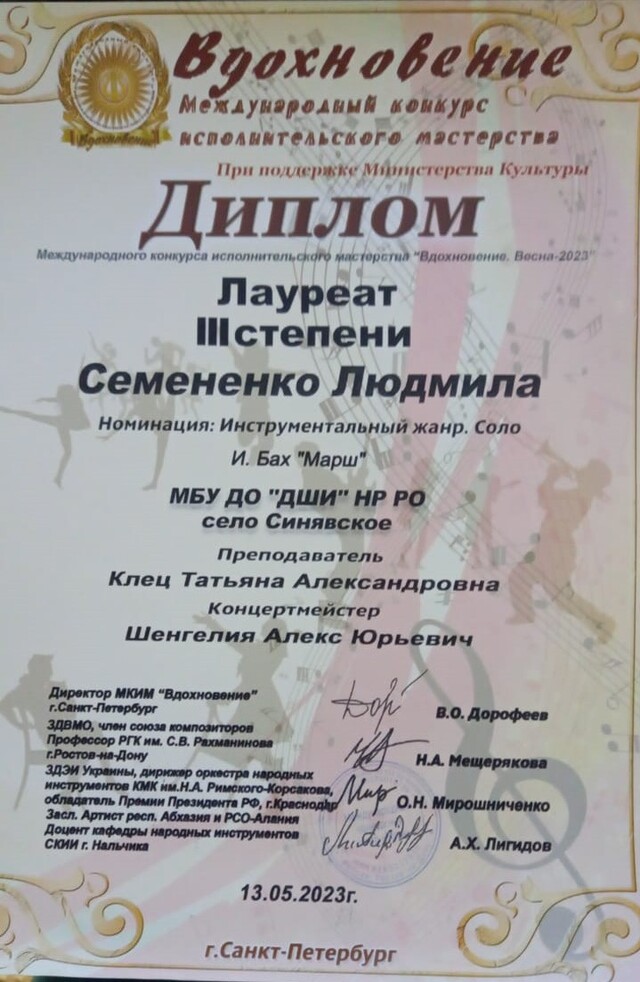 Вдохновение
Международный конкурс
исполнительского мастерства
При поддержке Министерства Культуры
Вдохновение
Диплом
Международного конкурса исполнительского мастерства "Вдохновение. Весна-2023"
Лауреат
III степени
Семененко Людмила
Номинация: Инструментальный жанр. Соло
И. Бах "Марш"
МБУ ДО "ДШИ" НР РО
село Синявское
Преподаватель
Клец Татьяна Александровна
Концертмейстер
Шенгелия Алекс Юрьевич
Директор МКИМ "Вдохновение"
г.Санкт-Петербург
В.О. Дорофеев
ЗДВМО, член союза композиторов
Профессор РГК им. С.В. Рахманинова
г.Ростов-на-Дону
Н.А. Мещерякова
ЗДЭИ Украины, дирижер оркестра народных
инструментов КМК им.Н.А. Римского-Корсакова,
обладатель Премии Президента РФ, г.Краснодар
О.Н. Мирошниченко
Засл. Артист респ. Абхазия и РСО-Алания
Доцент кафедры народных инструментов
СКИИ г. Нальчика
А.Х. Лигидов
13.05.2023г.
г.Санкт-Петербург